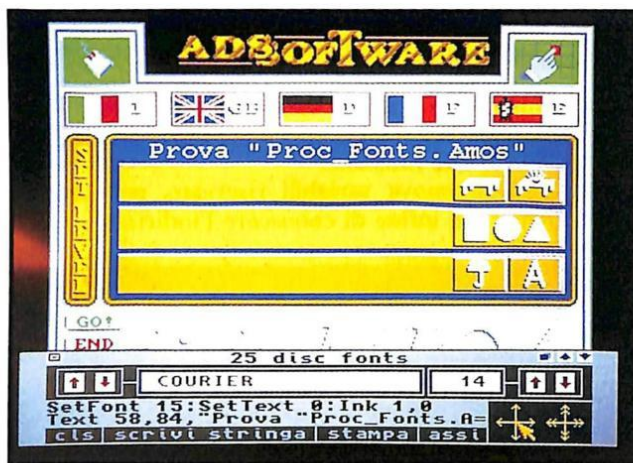 ADSOFTWARE
Prova "Proc_Fonts.Amos"
SET LEVEL
A
GO!
END
25 disc fonts
COURIER 14
SetFont 15:SetText 0:Ink 1,0
Text 58,84,"Prova "Proc_Fonts.A=
cls scrivi stringa stampa assi